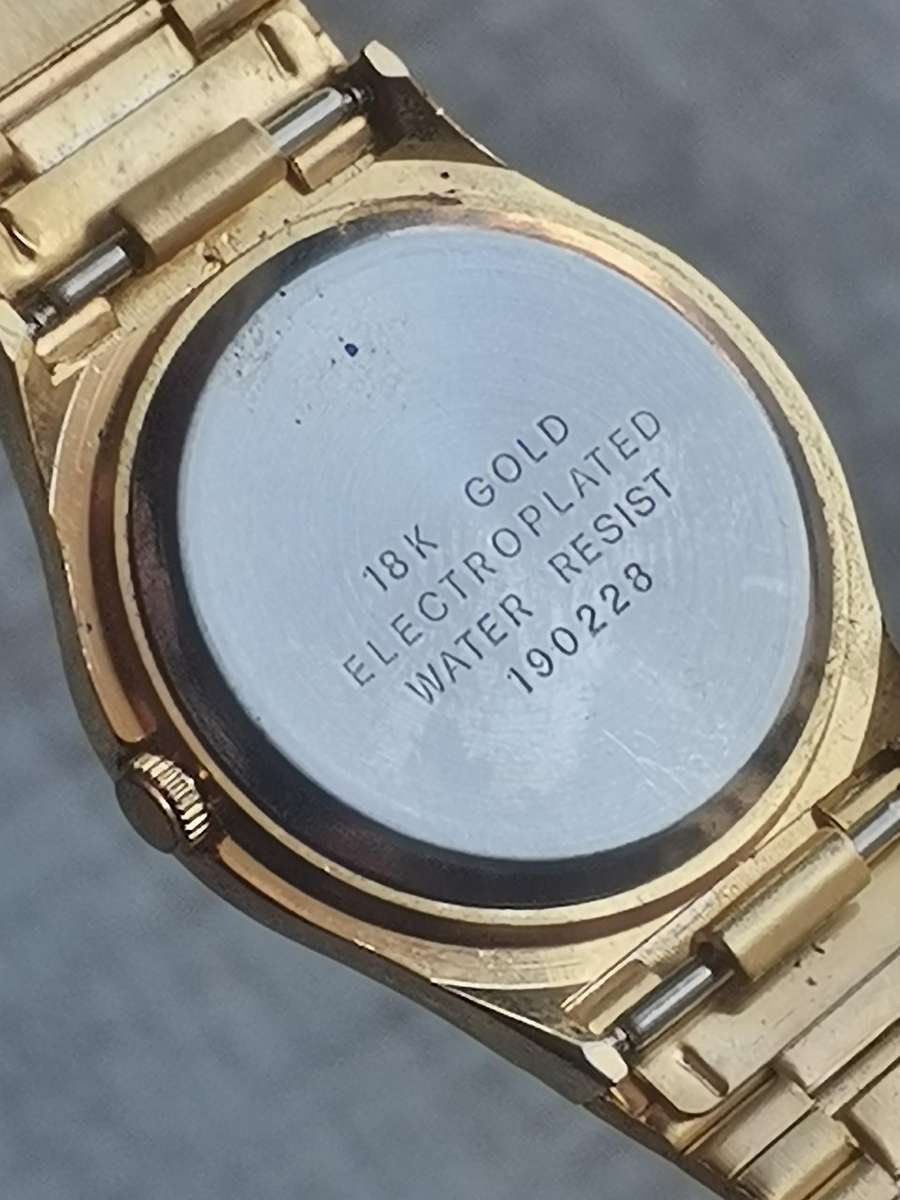 18K GOLD
ELECTROPLATED
WATER RESIST
190228